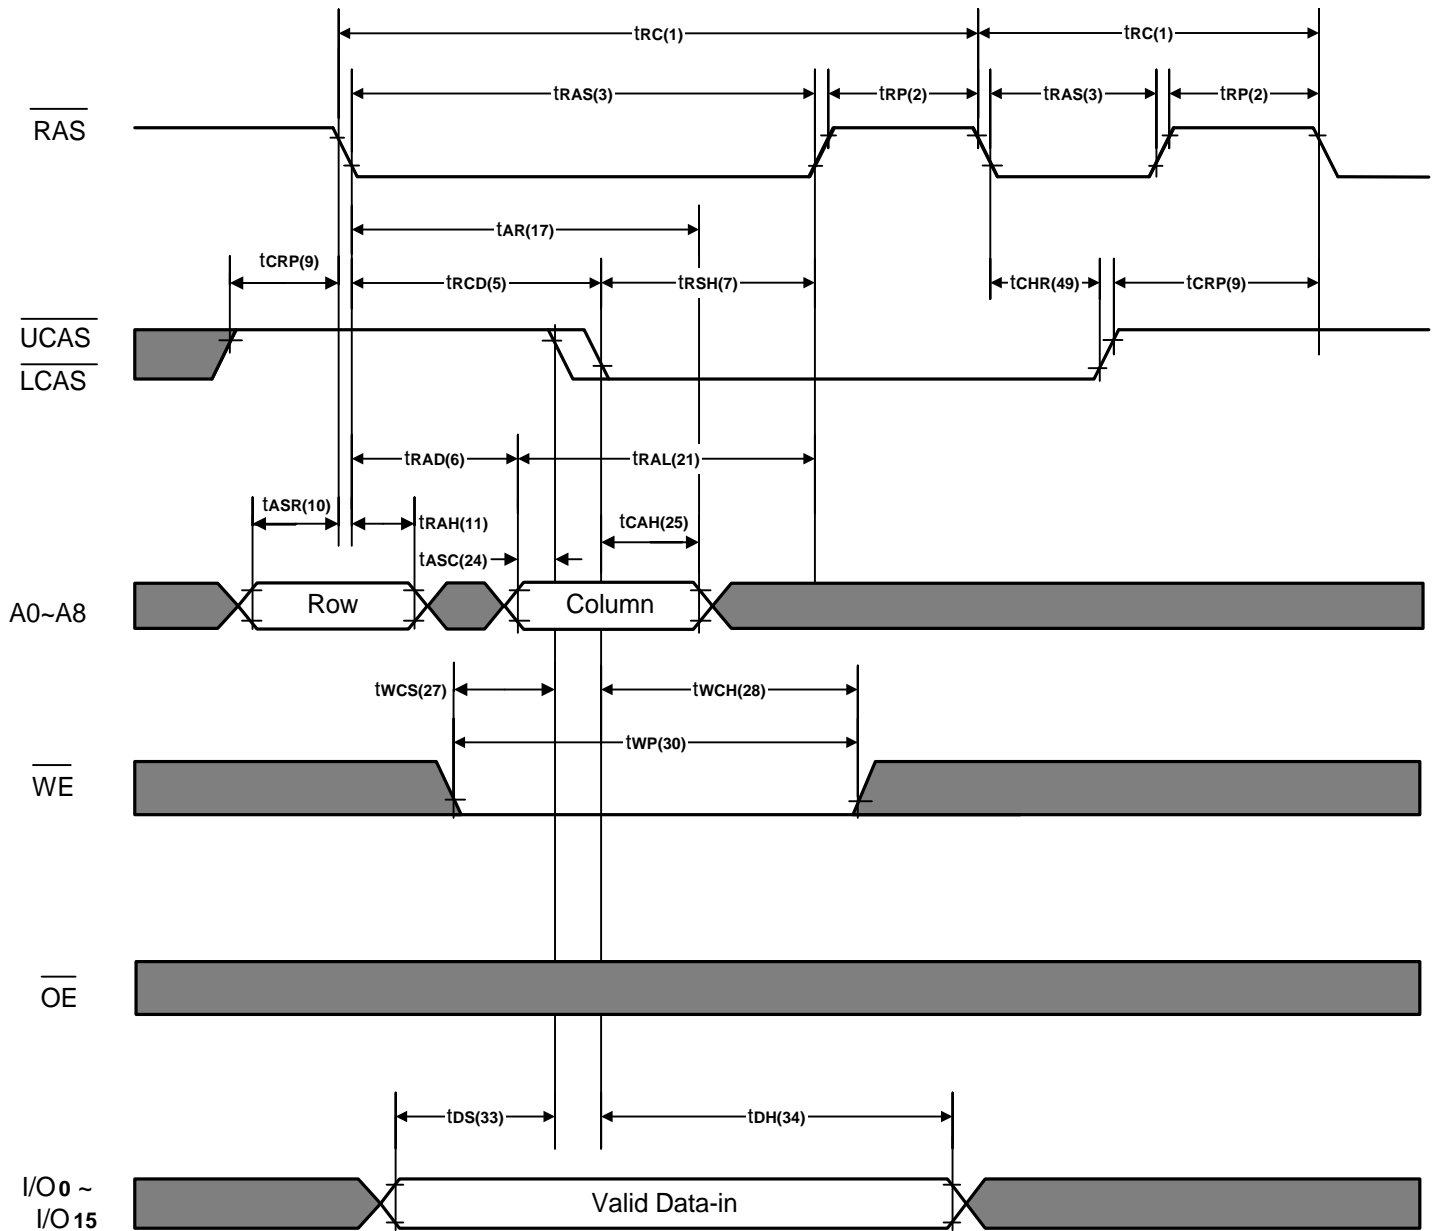 tRC(1) tRC(1)
tRAS(3) tRP(2) tRAS(3) tRP(2)
RAS
tAR(17)
tCRP(9) tRCD(5) tRSH(7) tCHR(49) tCRP(9)
UCAS
LCAS
tRAD(6) tRAL(21)
tASR(10) tRAH(11) tCAH(25)
tASC(24)
A0~A8 Row Column
tWCS(27) tWCH(28)
tWP(30)
WE
OE
tDS(33) tDH(34)
I/O0 ~ Valid Data-in
I/O15